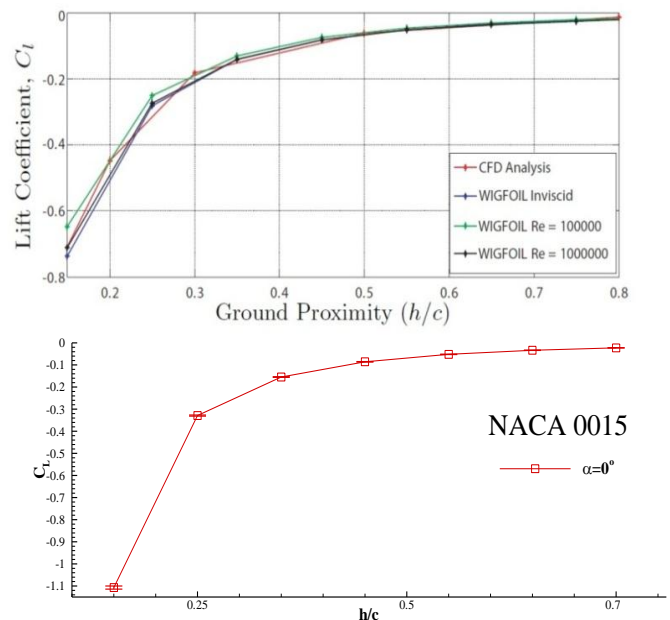 0
-0.2
-0.4
-0.6
-0.8
Lift Coefficient, C_l
CFD Analysis
WIGFOIL Inviscid
WIGFOIL Re = 100000
WIGFOIL Re = 1000000
0.2 0.3 0.4 0.5 0.6 0.7 0.8
Ground Proximity (h/c)
0
-0.1
-0.2
-0.3
-0.4
-0.5
-0.6
-0.7
-0.8
-0.9
-1
-1.1
C_L
NACA 0015
α=0°
0.25 0.5 0.7
h/c